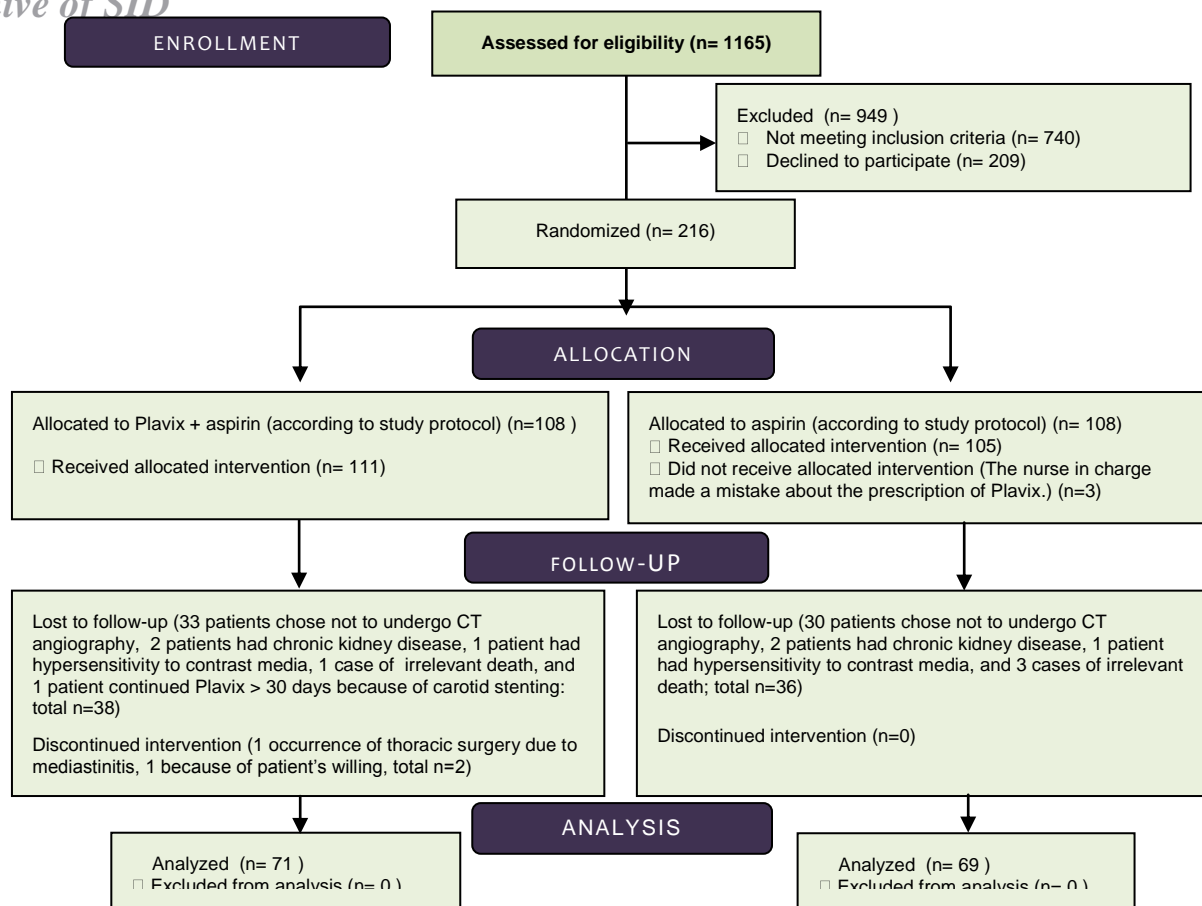 ive of SID
ENROLLMENT
Assessed for eligibility (n= 1165)
Excluded (n= 949 )
Not meeting inclusion criteria (n= 740)
Declined to participate (n= 209)
Randomized (n= 216)
ALLOCATION
Allocated to Plavix + aspirin (according to study protocol) (n=108 )
Received allocated intervention (n= 111)
Allocated to aspirin (according to study protocol) (n= 108)
Received allocated intervention (n= 105)
Did not receive allocated intervention (The nurse in charge
made a mistake about the prescription of Plavix.) (n=3)
FOLLOW-UP
Lost to follow-up (33 patients chose not to undergo CT
angiography, 2 patients had chronic kidney disease, 1 patient had
hypersensitivity to contrast media, 1 case of irrelevant death, and
1 patient continued Plavix > 30 days because of carotid stenting:
total n=38)
Discontinued intervention (1 occurrence of thoracic surgery due to
mediastinitis, 1 because of patient's willing, total n=2)
Lost to follow-up (30 patients chose not to undergo CT
angiography, 2 patients had chronic kidney disease, 1 patient
had hypersensitivity to contrast media, and 3 cases of irrelevant
death; total n=36)
Discontinued intervention (n=0)
ANALYSIS
Analyzed (n= 71 )
Excluded from analysis (n= 0 )
Analyzed (n= 69 )
Excluded from analysis (n= 0 )